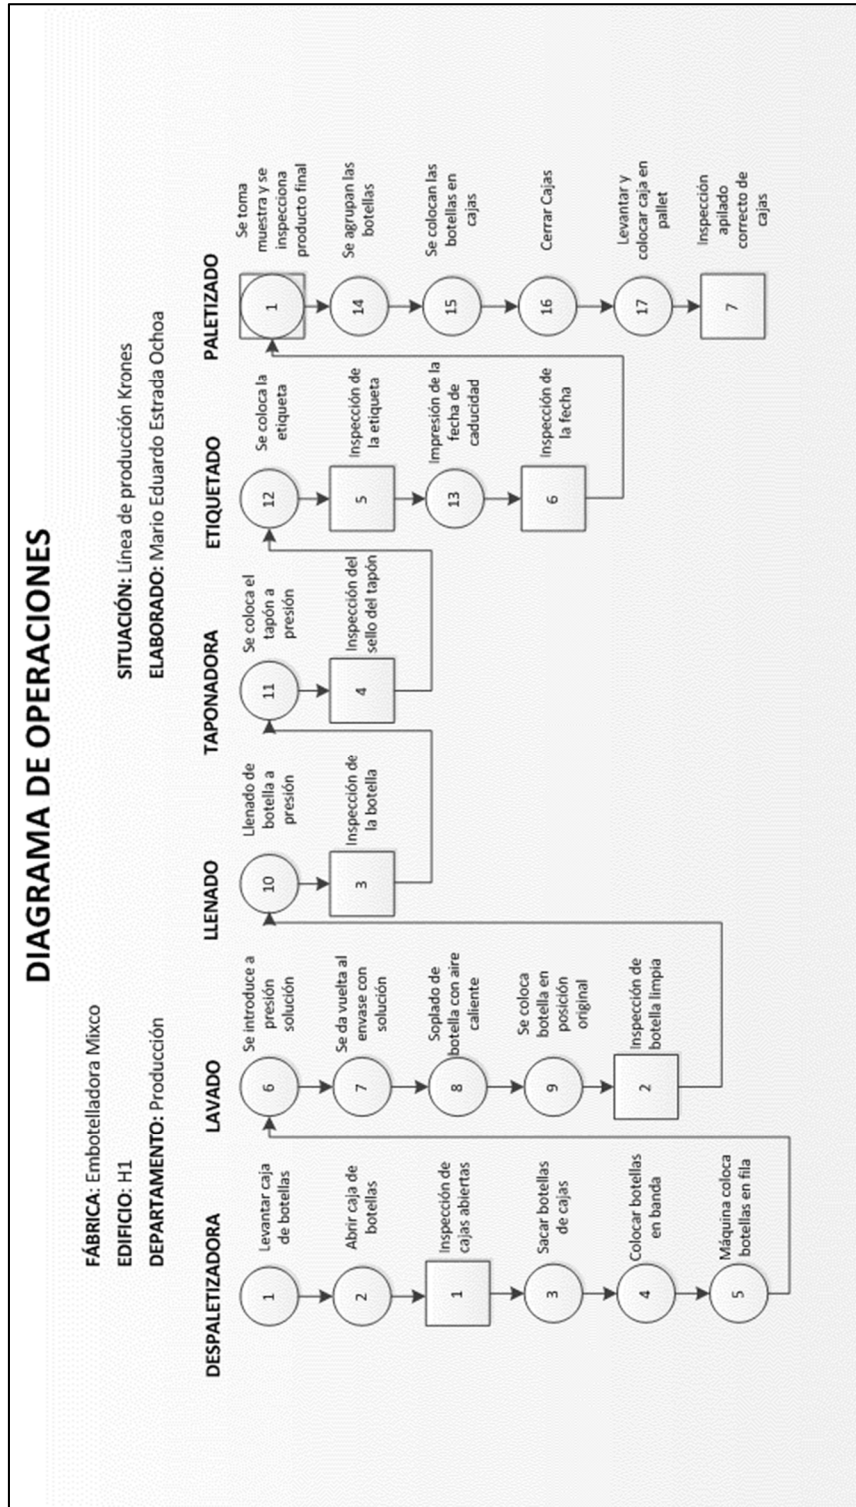 DIAGRAMA DE OPERACIONES
FÁBRICA: Embotelladora Mixco
EDIFICIO: H1
DEPARTAMENTO: Producción
SITUACIÓN: Línea de producción Krones
ELABORADO: Mario Eduardo Estrada Ochoa
DESPALETIZADORA
1
Levantar caja
de botellas
2
Abrir caja de
botellas
1
Inspección de
cajas abiertas
3
Sacar botellas
de cajas
4
Colocar botellas
en banda
5
Máquina coloca
botellas en fila
LAVADO
6
Se introduce a
presión
solución
7
Se da vuelta al
envase con
solución
8
Soplado de
botella con aire
caliente
9
Se coloca
botella en
posición
original
2
Inspección de
botella limpia
LLENADO
10
Llenado de
botella a
presión
3
Inspección de
la botella
TAPONADORA
11
Se coloca el
tapón a
presión
4
Inspección del
sello del tapón
ETIQUETADO
12
Se coloca la
etiqueta
5
Inspección de
la etiqueta
13
Impresión de la
fecha de
caducidad
6
Inspección de
la fecha
PALETIZADO
1
Se toma
muestra y se
inspecciona
producto final
14
Se agrupan las
botellas
15
Se colocan las
botellas en
cajas
16
Cerrar Cajas
17
Levantar y
colocar caja en
pallet
7
Inspección
apilado
correcto de
cajas